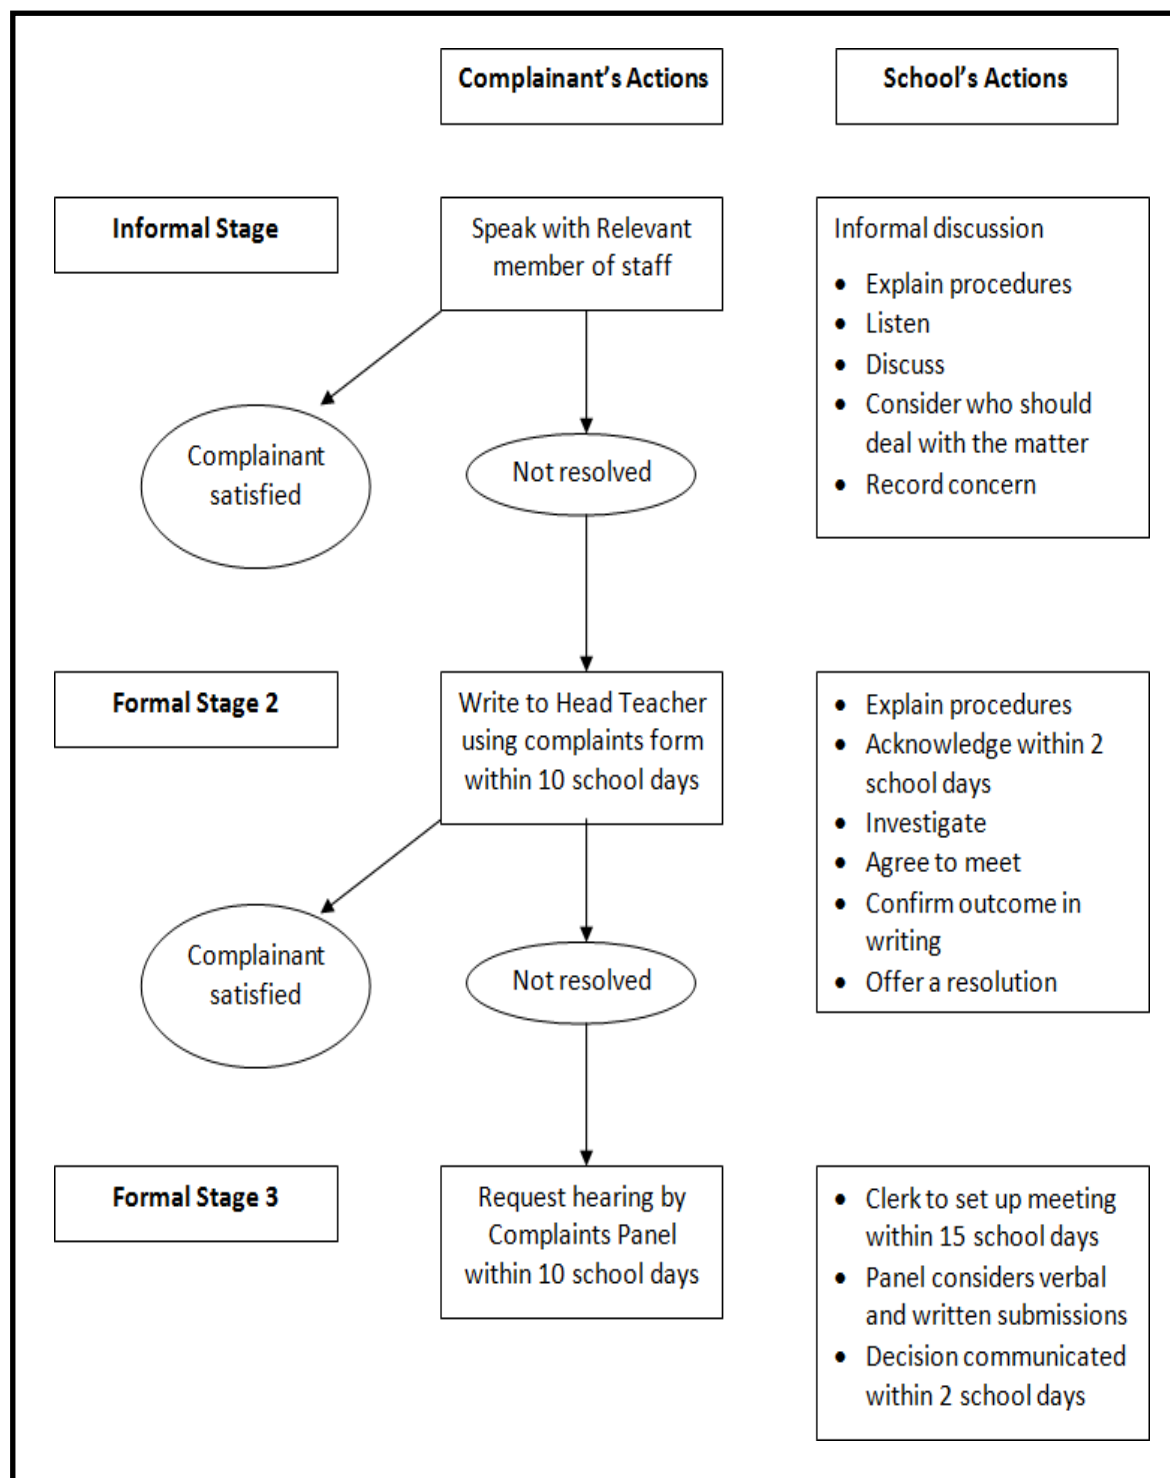 Complainant's Actions
School's Actions
Informal Stage
Speak with Relevant
member of staff
Informal discussion
• Explain procedures
• Listen
• Discuss
• Consider who should
deal with the matter
• Record concern
Complainant
satisfied
Not resolved
Formal Stage 2
Write to Head Teacher
using complaints form
within 10 school days
• Explain procedures
• Acknowledge within 2
school days
• Investigate
• Agree to meet
• Confirm outcome in
writing
• Offer a resolution
Complainant
satisfied
Not resolved
Formal Stage 3
Request hearing by
Complaints Panel
within 10 school days
• Clerk to set up meeting
within 15 school days
• Panel considers verbal
and written submissions
• Decision communicated
within 2 school days